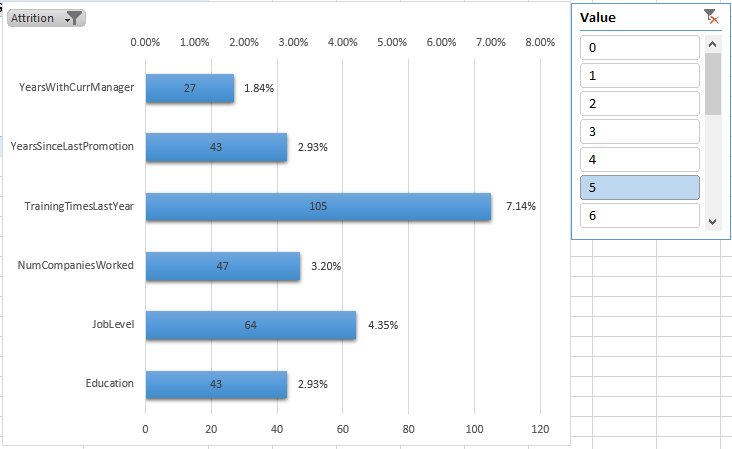 Attrition
0.00% 1.00% 2.00% 3.00% 4.00% 5.00% 6.00% 7.00% 8.00%
YearsWithCurrManager 27 1.84%
YearsSinceLastPromotion 43 2.93%
TrainingTimesLastYear 105 7.14%
NumCompaniesWorked 47 3.20%
JobLevel 64 4.35%
Education 43 2.93%
0 20 40 60 80 100 120
Value
0
1
2
3
4
5
6